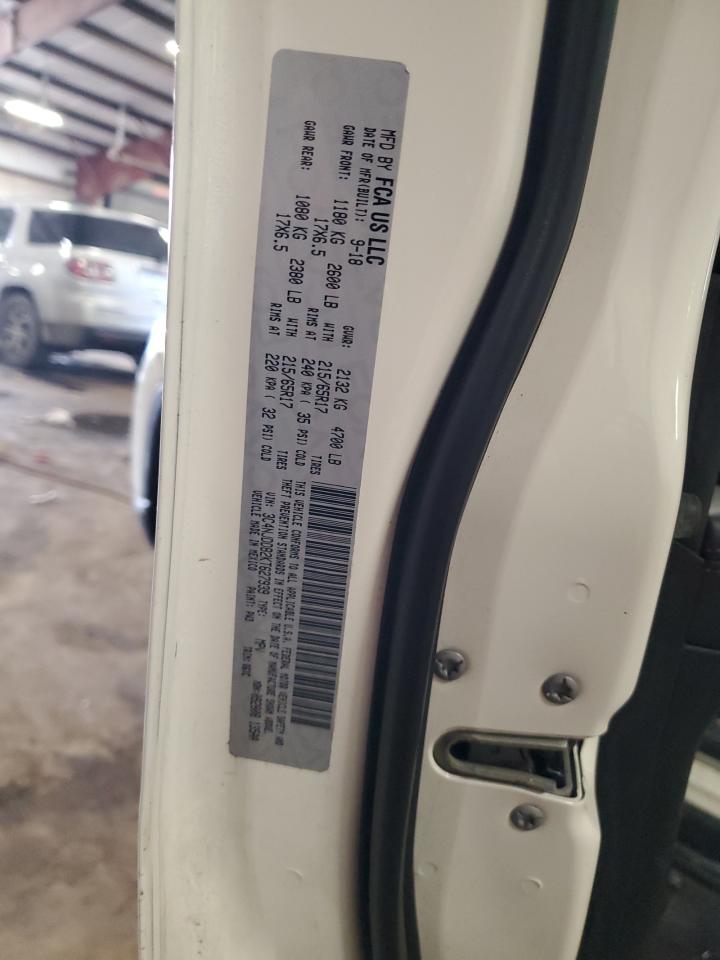 MFD BY FCA US LLC
DATE OF MFR(BUILT): 9-18 GVWR: 2132 KG 4700 LB
GAWR FRONT: 1180 KG 2600 LB WITH 215/65R17 TIRES
17X6.5 RIMS AT 240 KPA ( 35 PSI) COLD
GAWR REAR: 1080 KG 2380 LB WITH 215/65R17 TIRES
17X6.5 RIMS AT 220 KPA ( 32 PSI) COLD
THIS VEHICLE CONFORMS TO ALL APPLICABLE U.S.A. FEDERAL MOTOR VEHICLE SAFETY AND
THEFT PREVENTION STANDARDS IN EFFECT ON THE DATE OF MANUFACTURE SHOWN ABOVE.
VIN: 3C4NJDDB2KT627939 TYPE: MPV
VEHICLE MADE IN MEXICO PAINT: PW3 TRIM: